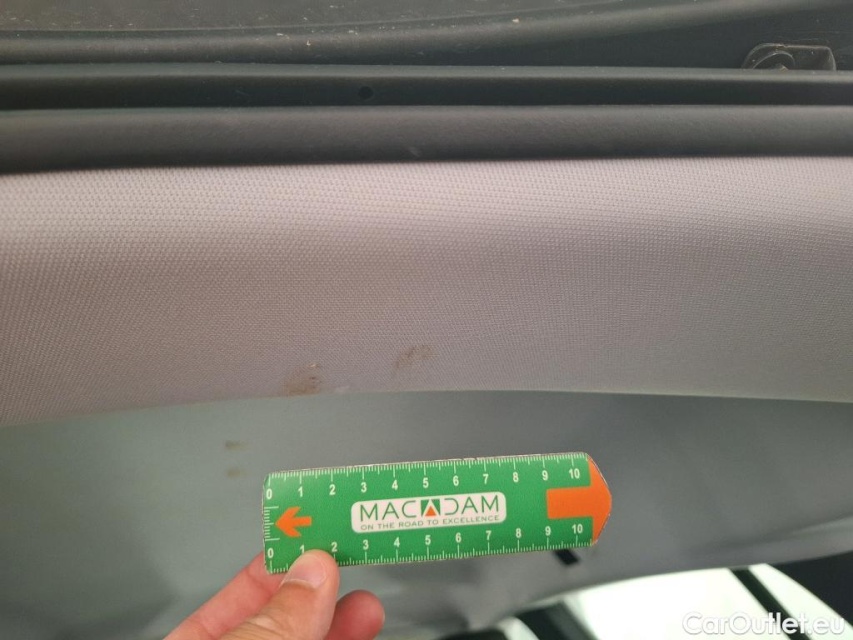 0 1 2 3 4 5 6 7 8 9 10
MACADAM
ON THE ROAD TO EXCELLENCE
0 1 2 3 4 5 6 7 8 9 10
CarOutlet.eu